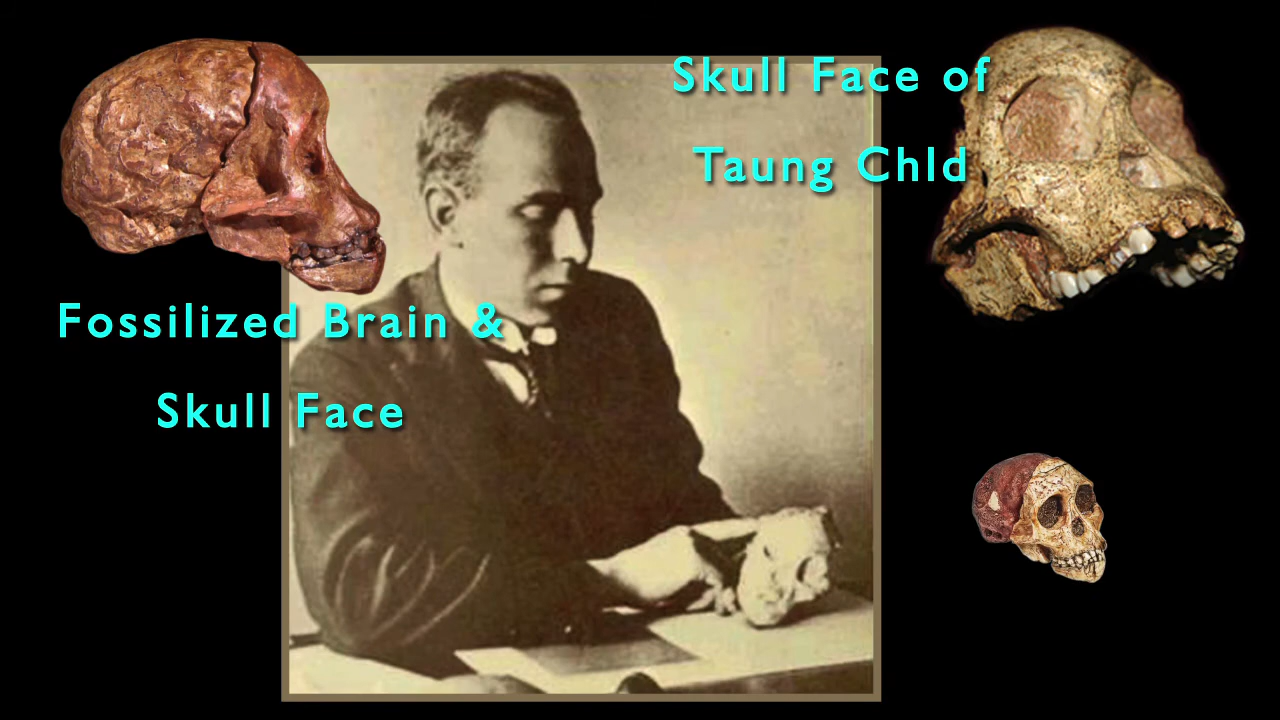 Skull Face of
Taung Chld
Fossilized Brain &
Skull Face